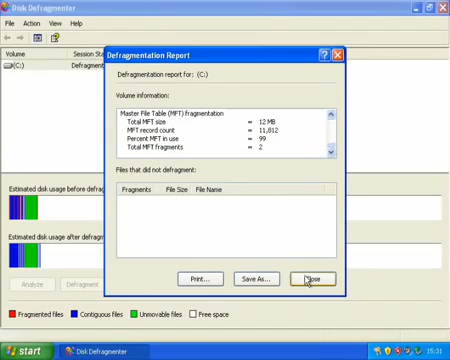 Disk Defragmenter
File Action View Help
Volume Session Sta
(C:) Defragment
Defragmentation Report
Defragmentation report for: (C:)
Volume information:
Master File Table (MFT) fragmentation
Total MFT size = 12 MB
MFT record count = 11,812
Percent MFT in use = 99
Total MFT fragments = 2
Files that did not defragment:
Fragments File Size File Name
Print... Save As... Close
Estimated disk usage before defrag
Estimated disk usage after defragm
Analyze Defragment
Fragmented files Contiguous files Unmovable files Free space
start Disk Defragmenter 15:31